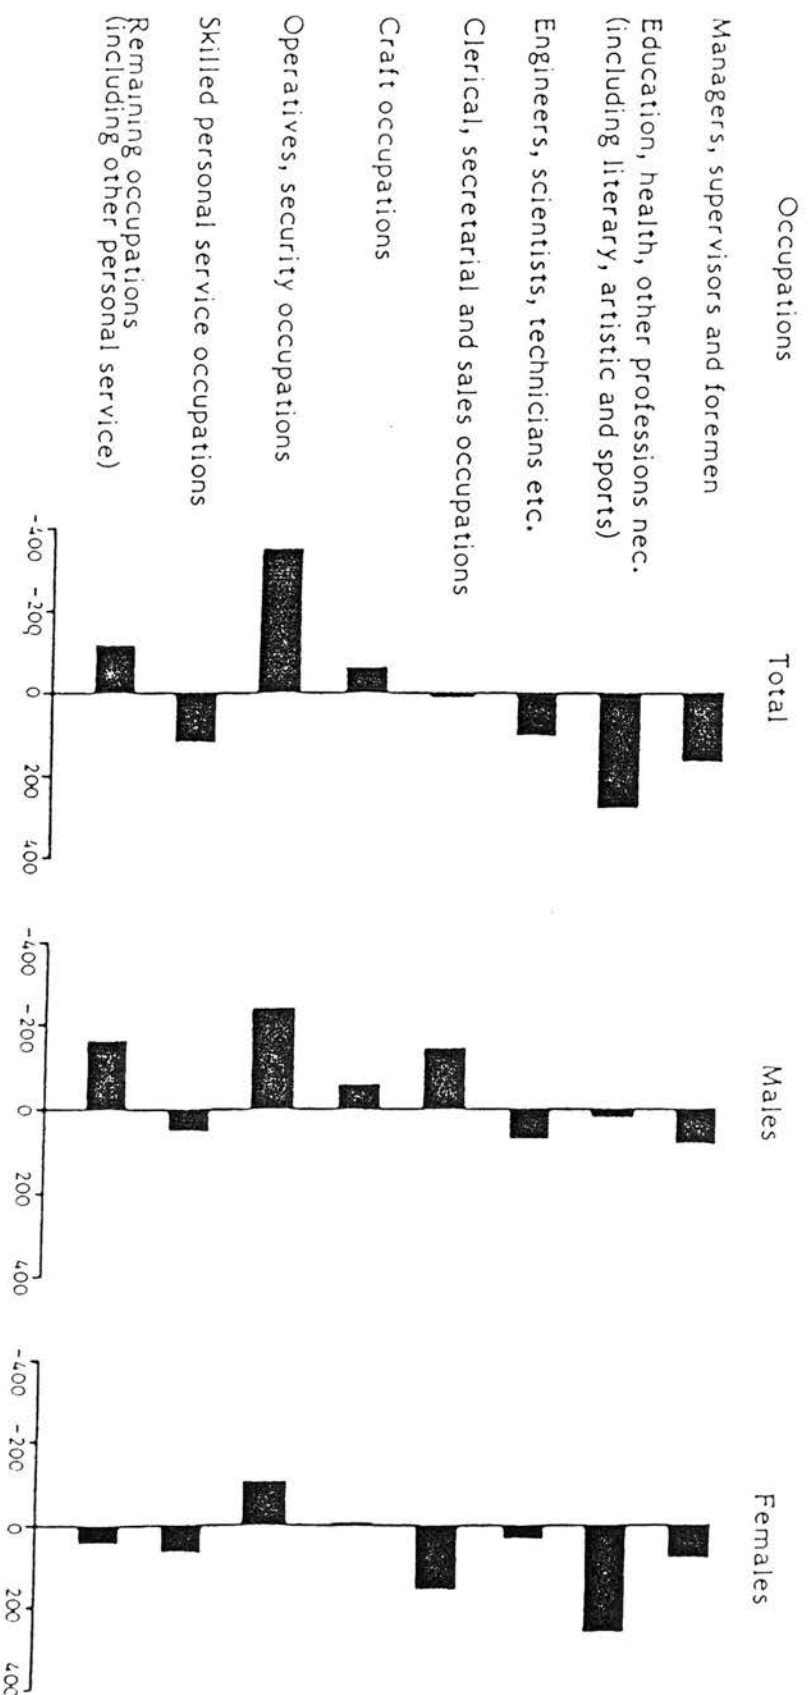 Occupations
Total
Males
Females
Managers, supervisors and foremen
Education, health, other professions nec.
(including literary, artistic and sports)
Engineers, scientists, technicians etc.
Clerical, secretarial and sales occupations
Craft occupations
Operatives, security occupations
Skilled personal service occupations
Remaining occupations
(including other personal service)
-400 -200 0 200 400
-400 -200 0 200 400
-400 -200 0 200 400